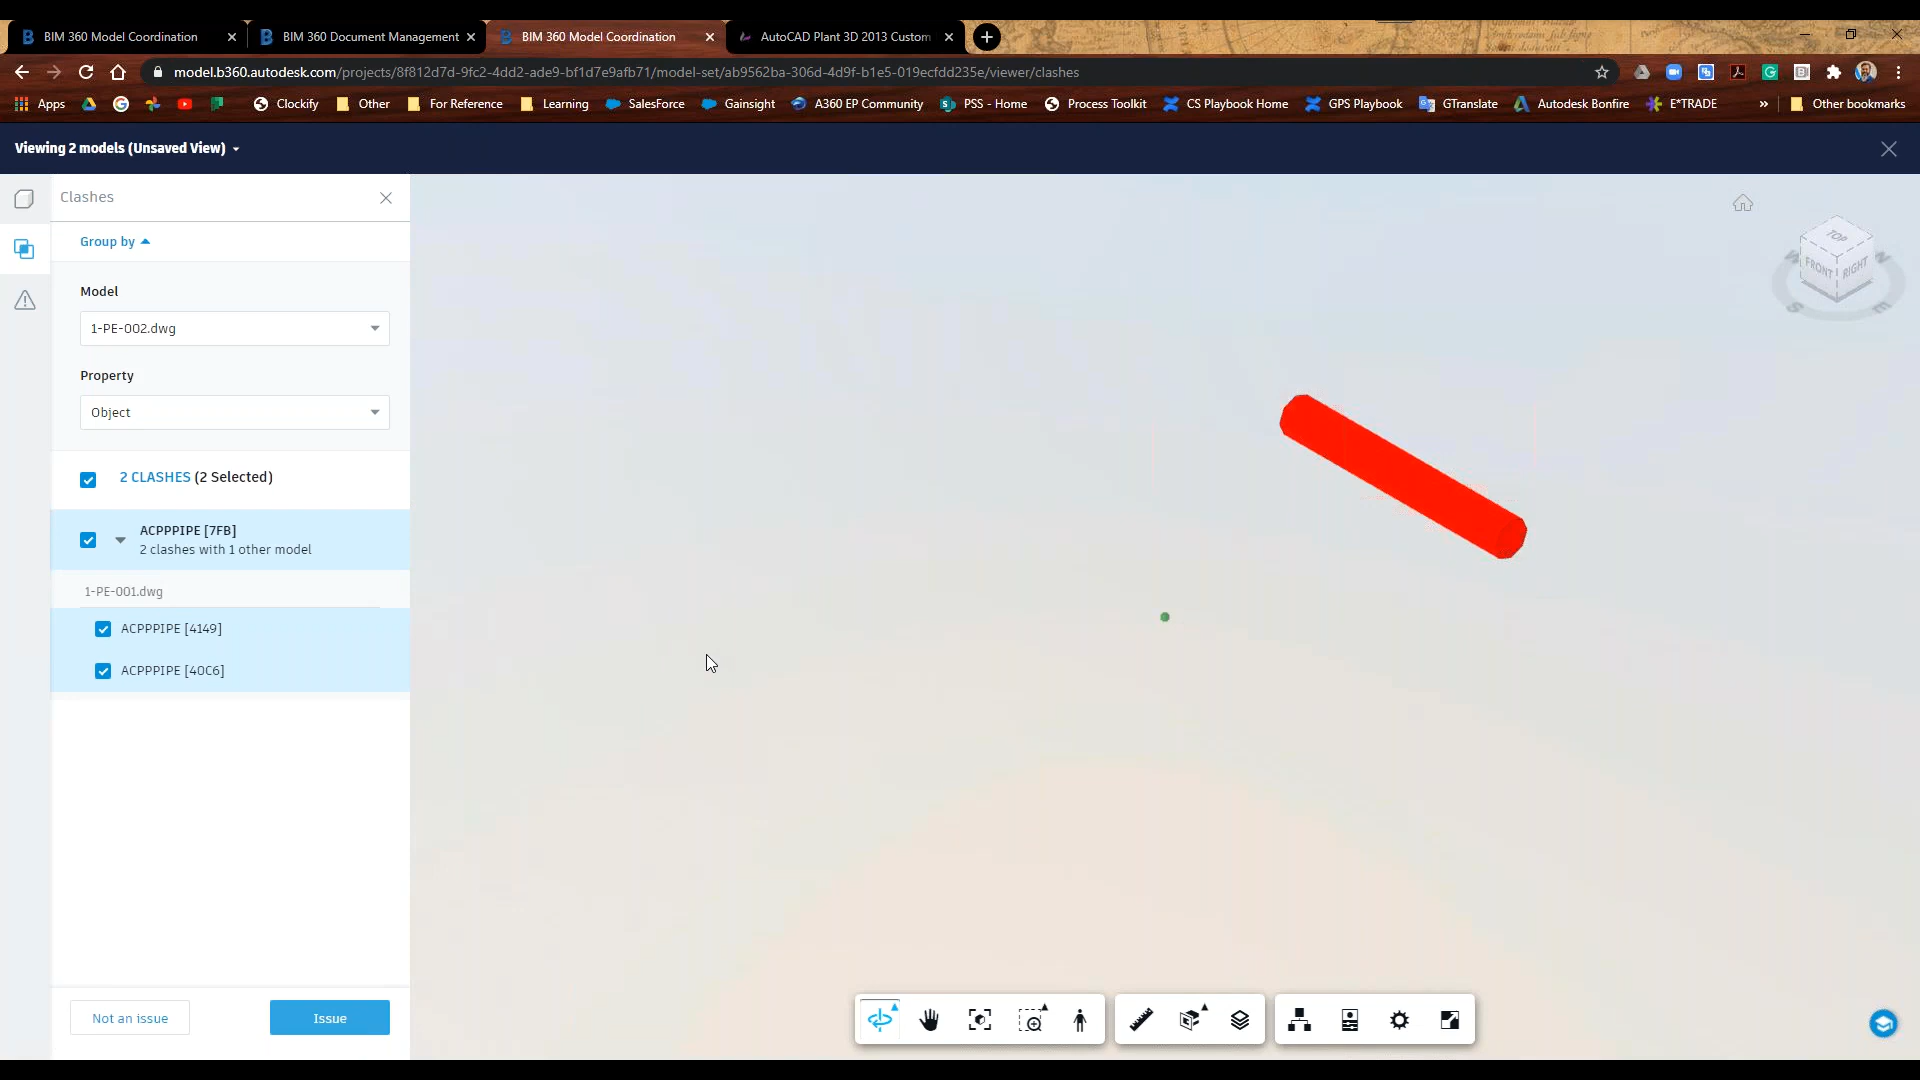 BIM 360 Model Coordination
BIM 360 Document Management
BIM 360 Model Coordination
AutoCAD Plant 3D 2013 Custom
model.b360.autodesk.com/projects/8f812d7d-9fc2-4dd2-ade9-bf1d7e9afb71/model-set/ab9562ba-306d-4d9f-b1e5-019ecfdd235e/viewer/clashes
Apps
Clockify
Other
For Reference
Learning
SalesForce
Gainsight
A360 EP Community
PSS - Home
Process Toolkit
CS Playbook Home
GPS Playbook
GTranslate
Autodesk Bonfire
E*TRADE
»
Other bookmarks
Viewing 2 models (Unsaved View)
Clashes
Group by
Model
1-PE-002.dwg
Property
Object
2 CLASHES (2 Selected)
ACPPPIPE [7FB]
2 clashes with 1 other model
1-PE-001.dwg
ACPPPIPE [4149]
ACPPPIPE [40C6]
Not an issue
Issue
TOP
FRONT
RIGHT
W
N
S
E